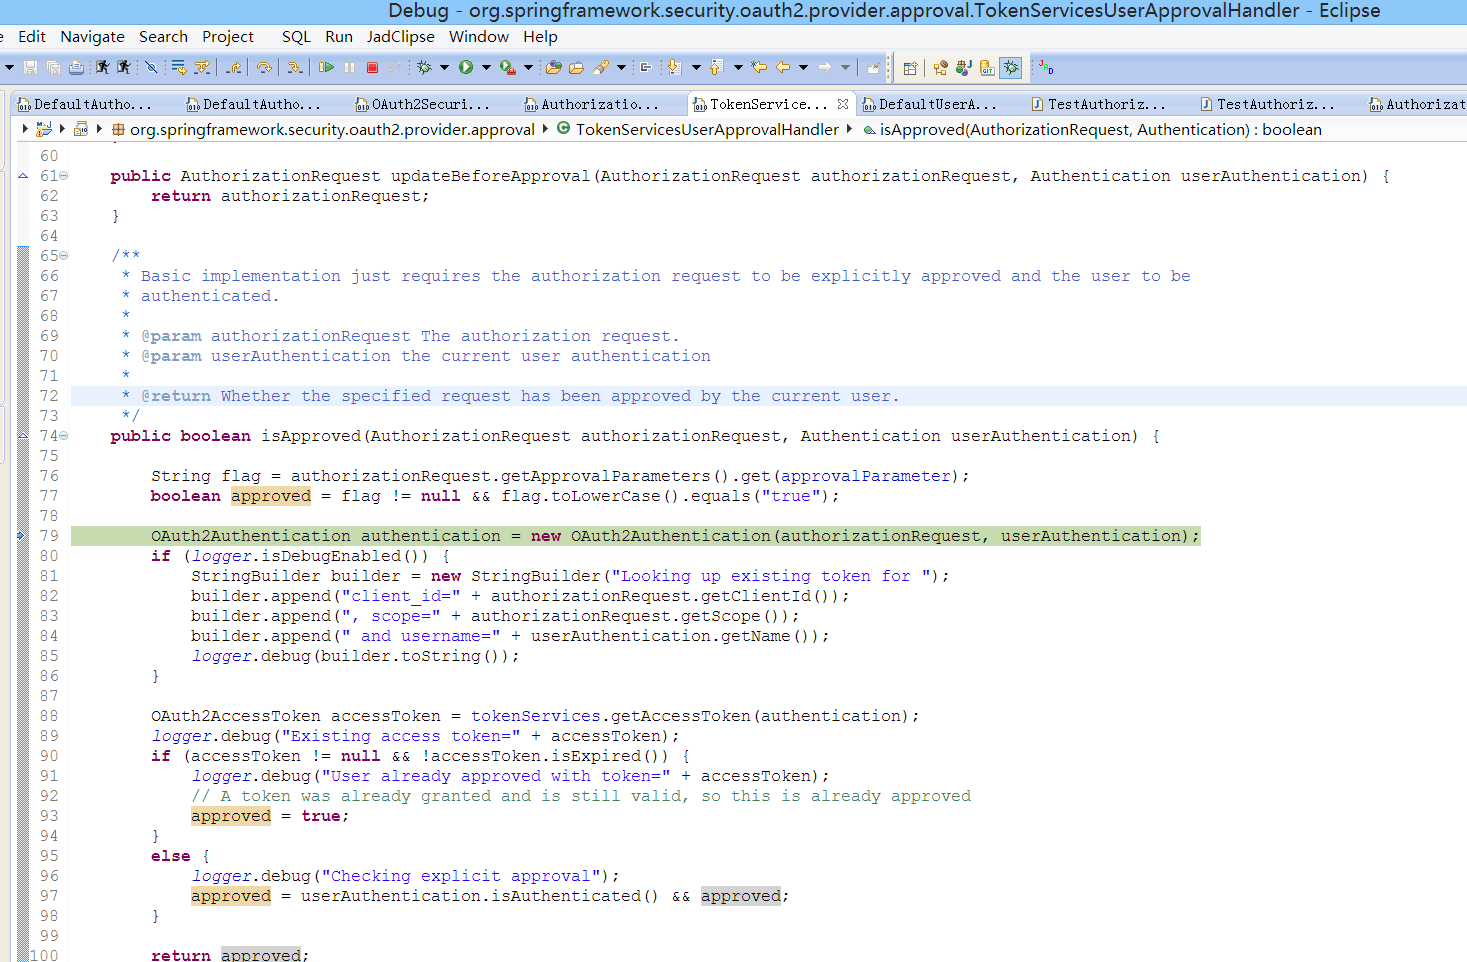 Debug - org.springframework.security.oauth2.provider.approval.TokenServicesUserApprovalHandler - Eclipse
Edit Navigate Search Project SQL Run JadClipse Window Help
DefaultAutho... DefaultAutho... OAuth2Securi... Authorizatio... TokenService... DefaultUserA... TestAuthoriz... TestAuthoriz... Authorizat
org.springframework.security.oauth2.provider.approval TokenServicesUserApprovalHandler isApproved(AuthorizationRequest, Authentication) : boolean
60
61 public AuthorizationRequest updateBeforeApproval(AuthorizationRequest authorizationRequest, Authentication userAuthentication) {
62 return authorizationRequest;
63 }
64
65 /**
66 * Basic implementation just requires the authorization request to be explicitly approved and the user to be
67 * authenticated.
68 *
69 * @param authorizationRequest The authorization request.
70 * @param userAuthentication the current user authentication
71 *
72 * @return Whether the specified request has been approved by the current user.
73 */
74 public boolean isApproved(AuthorizationRequest authorizationRequest, Authentication userAuthentication) {
75
76 String flag = authorizationRequest.getApprovalParameters().get(approvalParameter);
77 boolean approved = flag != null && flag.toLowerCase().equals("true");
78
79 OAuth2Authentication authentication = new OAuth2Authentication(authorizationRequest, userAuthentication);
80 if (logger.isDebugEnabled()) {
81 StringBuilder builder = new StringBuilder("Looking up existing token for ");
82 builder.append("client_id=" + authorizationRequest.getClientId());
83 builder.append(", scope=" + authorizationRequest.getScope());
84 builder.append(" and username=" + userAuthentication.getName());
85 logger.debug(builder.toString());
86 }
87
88 OAuth2AccessToken accessToken = tokenServices.getAccessToken(authentication);
89 logger.debug("Existing access token=" + accessToken);
90 if (accessToken != null && !accessToken.isExpired()) {
91 logger.debug("User already approved with token=" + accessToken);
92 // A token was already granted and is still valid, so this is already approved
93 approved = true;
94 }
95 else {
96 logger.debug("Checking explicit approval");
97 approved = userAuthentication.isAuthenticated() && approved;
98 }
99
100 return approved;